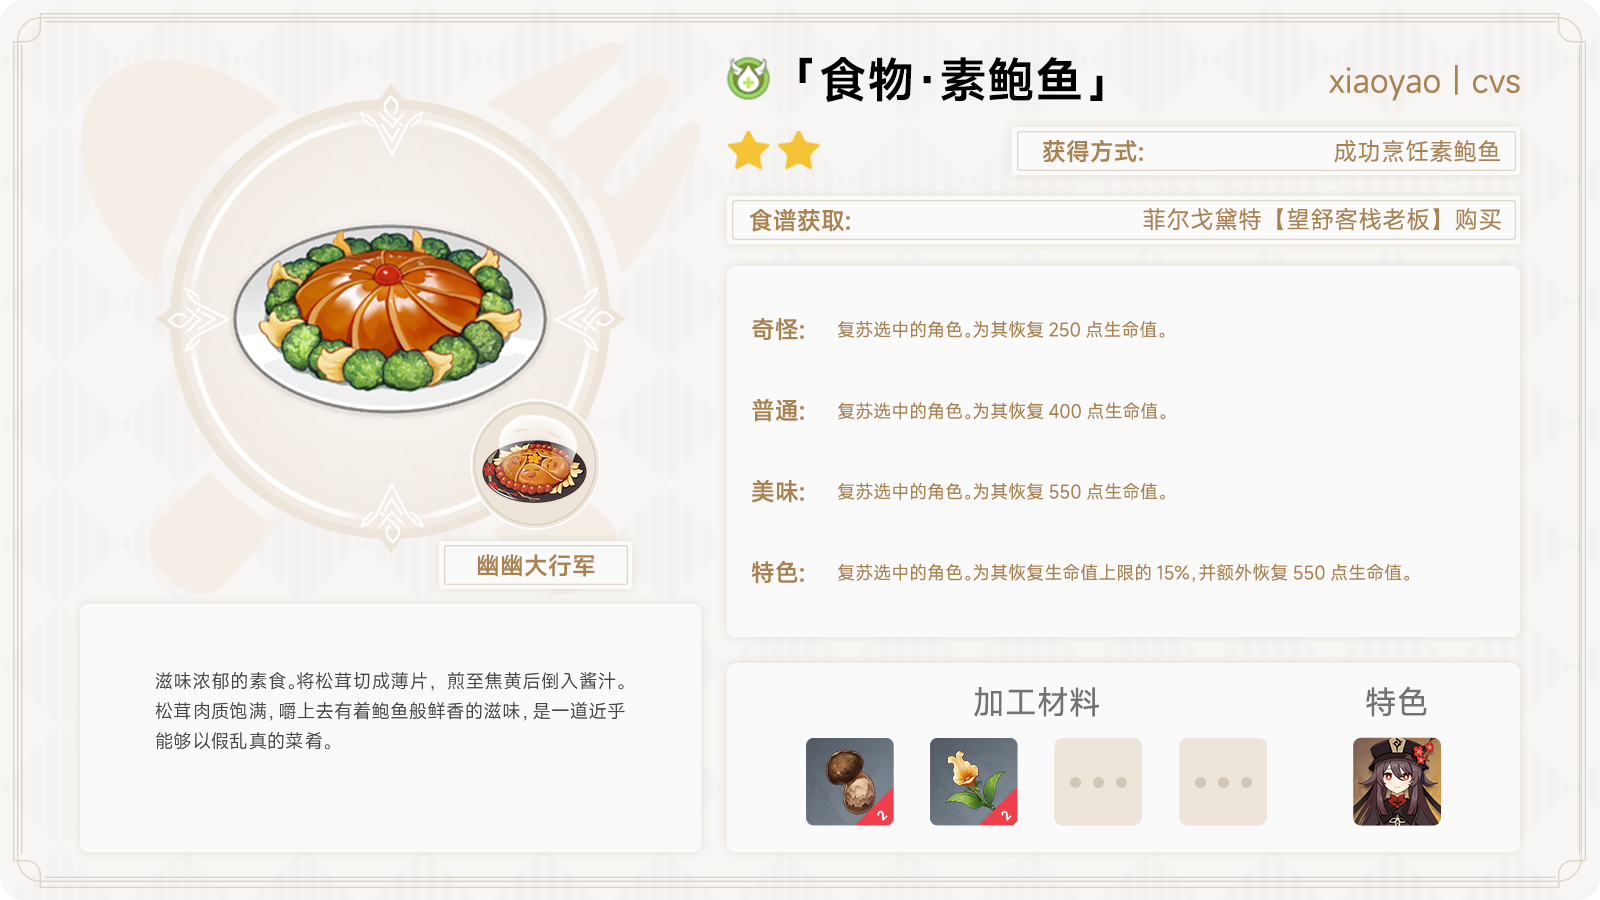 「食物·素鲍鱼」
xiaoyao | cvs
获得方式:
成功烹饪素鲍鱼
食谱获取:
菲尔戈黛特【望舒客栈老板】购买
奇怪:
复苏选中的角色。为其恢复 250 点生命值。
普通:
复苏选中的角色。为其恢复 400 点生命值。
美味:
复苏选中的角色。为其恢复 550 点生命值。
特色:
复苏选中的角色。为其恢复生命值上限的 15%,并额外恢复 550 点生命值。
幽幽大行军
滋味浓郁的素食。将松茸切成薄片，煎至焦黄后倒入酱汁。
松茸肉质饱满,嚼上去有着鲍鱼般鲜香的滋味,是一道近乎
能够以假乱真的菜肴。
加工材料
特色
2
2